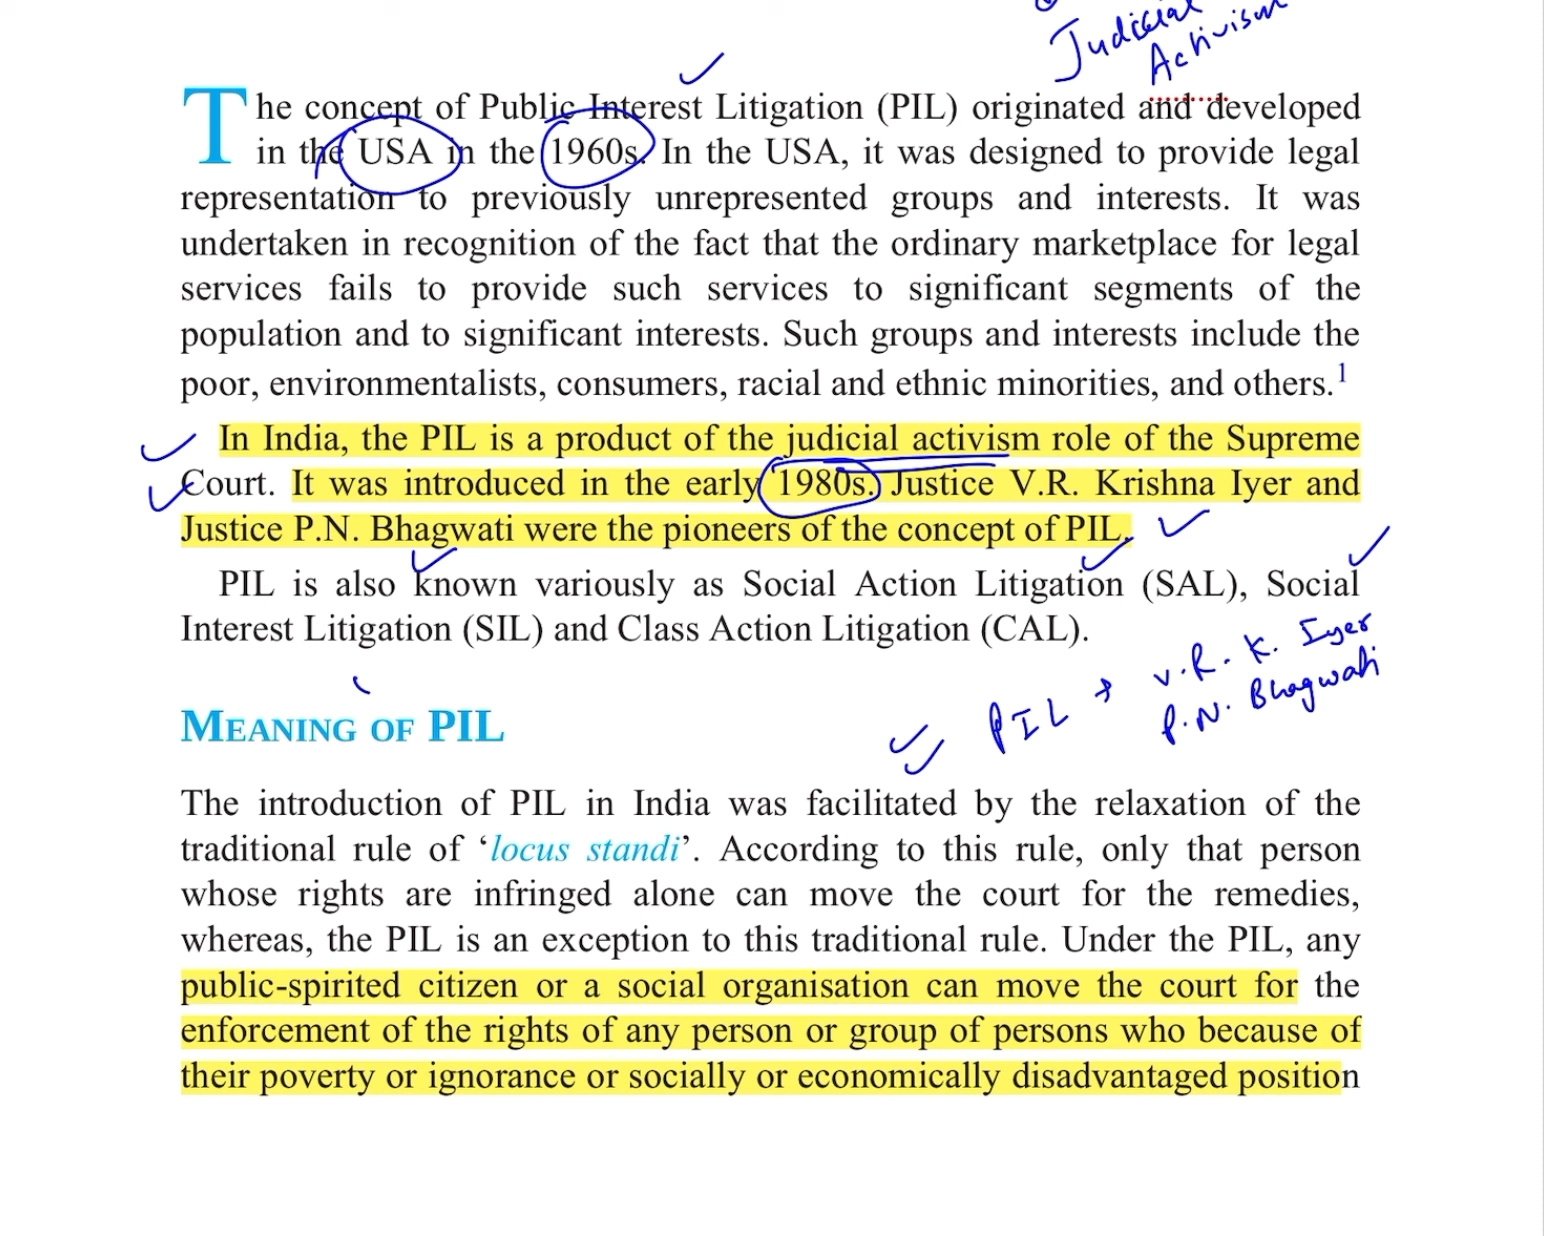 Judicial
Activism
The concept of Public Interest Litigation (PIL) originated and developed
in the USA in the 1960s. In the USA, it was designed to provide legal
representation to previously unrepresented groups and interests. It was
undertaken in recognition of the fact that the ordinary marketplace for legal
services fails to provide such services to significant segments of the
population and to significant interests. Such groups and interests include the
poor, environmentalists, consumers, racial and ethnic minorities, and others.1
In India, the PIL is a product of the judicial activism role of the Supreme
Court. It was introduced in the early 1980s. Justice V.R. Krishna Iyer and
Justice P.N. Bhagwati were the pioneers of the concept of PIL.
PIL is also known variously as Social Action Litigation (SAL), Social
Interest Litigation (SIL) and Class Action Litigation (CAL).
PIL → V.R. K. Iyer
P.N. Bhagwati
MEANING OF PIL
The introduction of PIL in India was facilitated by the relaxation of the
traditional rule of ‘locus standi’. According to this rule, only that person
whose rights are infringed alone can move the court for the remedies,
whereas, the PIL is an exception to this traditional rule. Under the PIL, any
public-spirited citizen or a social organisation can move the court for the
enforcement of the rights of any person or group of persons who because of
their poverty or ignorance or socially or economically disadvantaged position